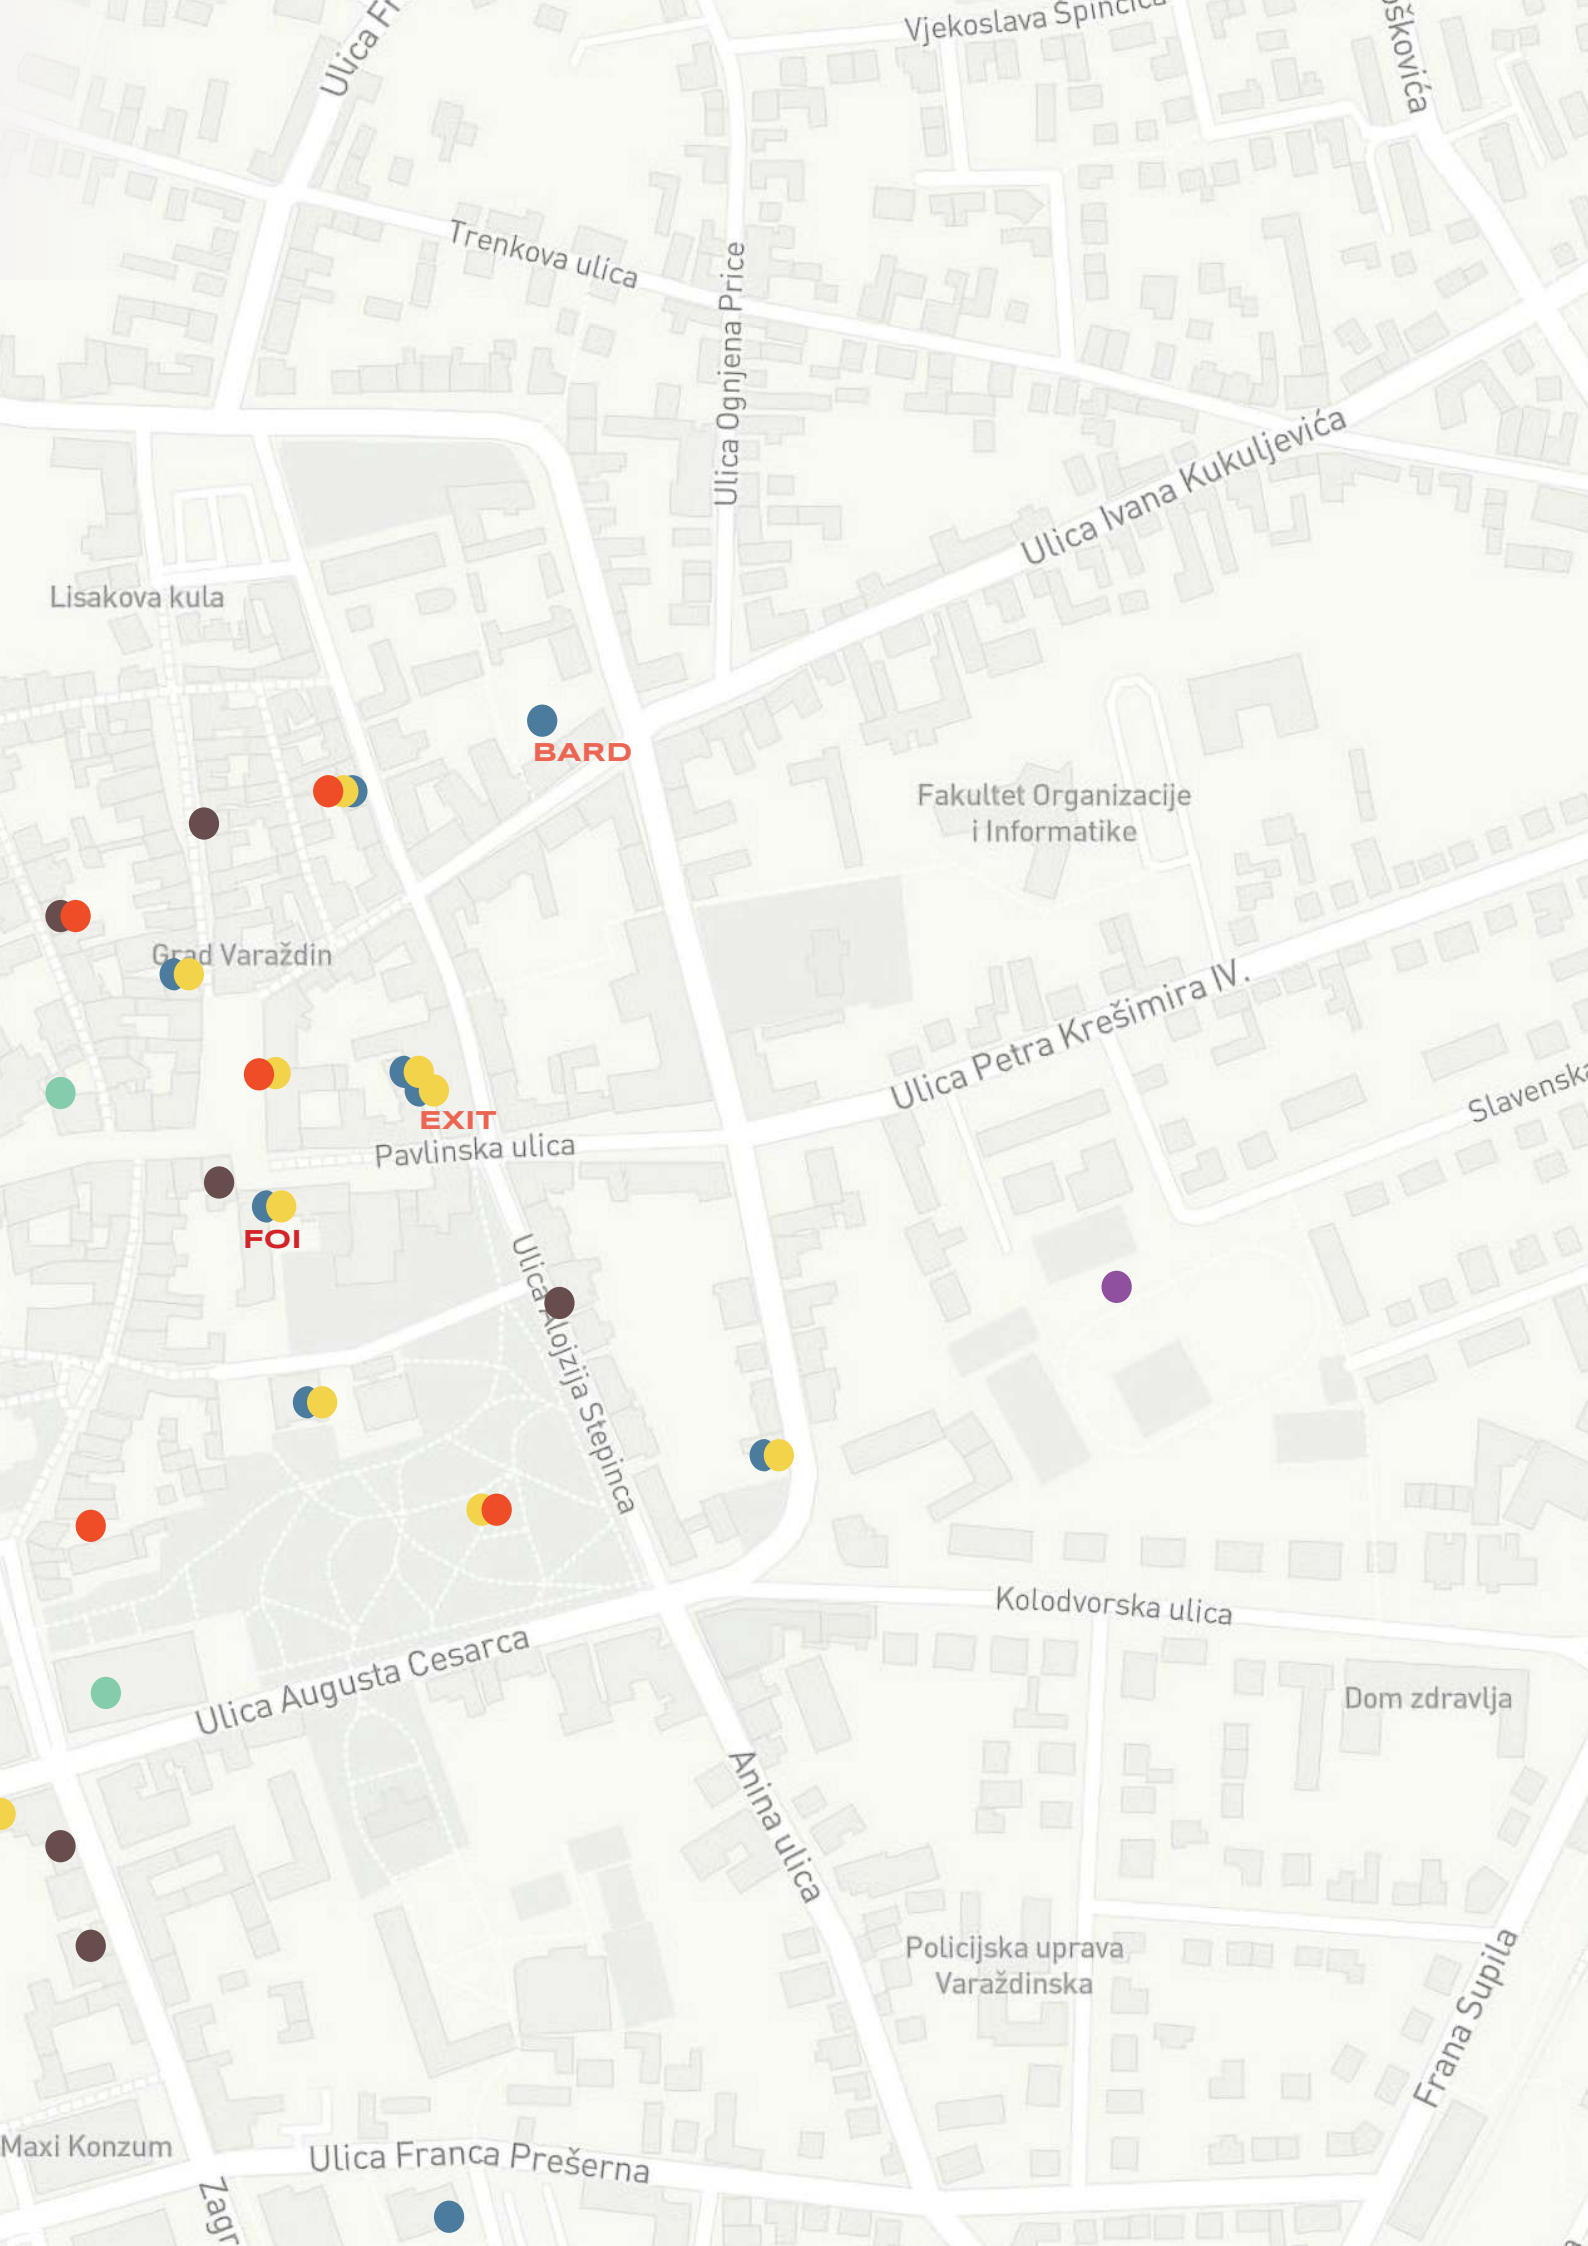 Ulica Fr
Vjekoslava Spinčića
oškovića
Trenkova ulica
Ulica Ognjena Price
Ulica Ivana Kukuljevića
Lisakova kula
BARD
Fakultet Organizacije
i Informatike
Grad Varaždin
Ulica Petra Krešimira IV.
Slavenska
EXIT
Pavlinska ulica
FOI
Ulica Alojzija Stepinca
Kolodvorska ulica
Ulica Augusta Cesarca
Dom zdravlja
Anina ulica
Policijska uprava
Varaždinska
Frana Supila
Maxi Konzum
Ulica Franca Prešerna
Zagr